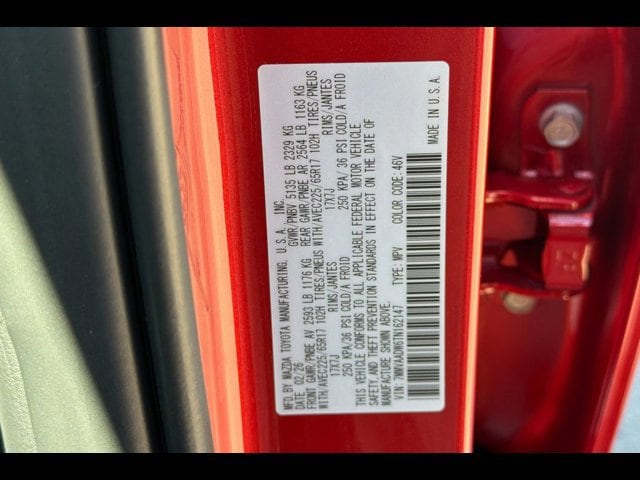 MFD.BY MAZDA TOYOTA MANUFACTURING, U.S.A., INC.
DATE: 02/26 GVWR/PNBV 5135 LB 2329 KG
FRONT GAWR/PNBE AV 2593 LB 1176 KG REAR GAWR/PNBE AR 2564 LB 1163 KG
WITH/AVEC225/65R17 102H TIRES/PNEUS WITH/AVEC225/65R17 102H TIRES/PNEUS
17X7J RIMS/JANTES 17X7J RIMS/JANTES
250 KPA/ 36 PSI COLD/A FROID 250 KPA/ 36 PSI COLD/A FROID
THIS VEHICLE CONFORMS TO ALL APPLICABLE FEDERAL MOTOR VEHICLE
SAFETY, AND THEFT PREVENTION STANDARDS IN EFFECT ON THE DATE OF
MANUFACTURE SHOWN ABOVE.
VIN: 7MMVAADW6TN162147 TYPE: MPV COLOR CODE: 46V
MADE IN U.S.A.